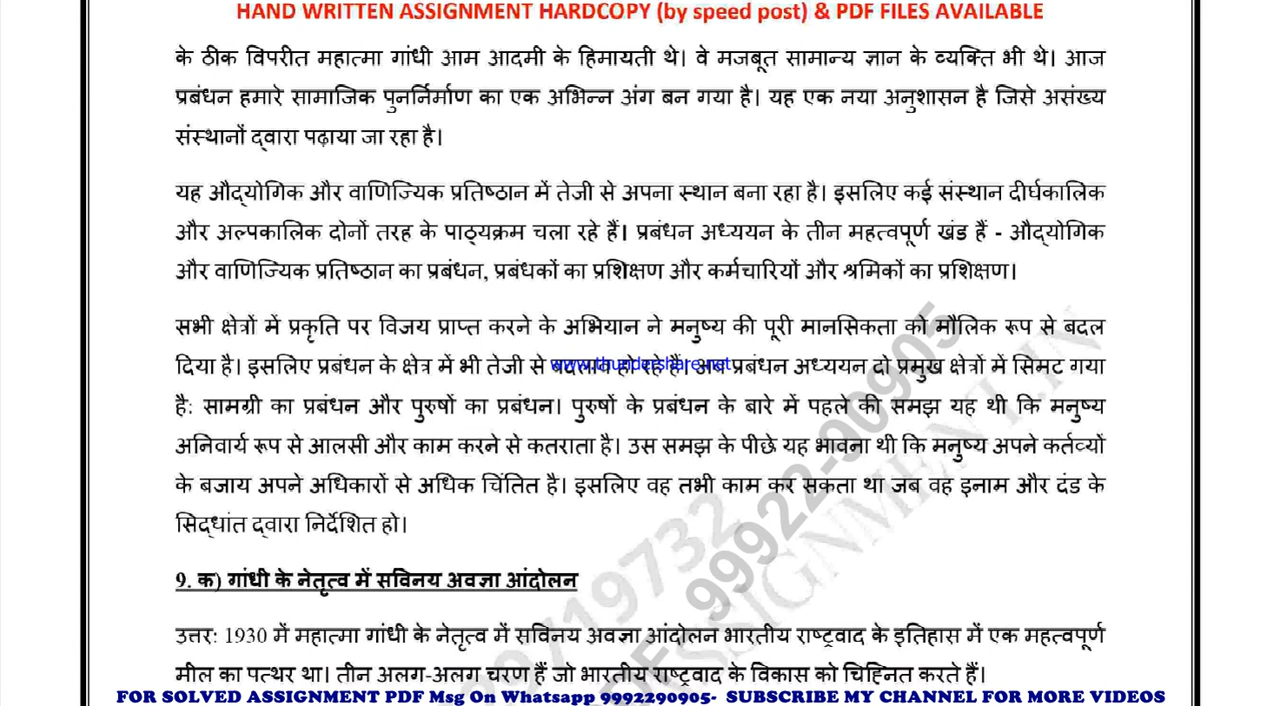 HAND WRITTEN ASSIGNMENT HARDCOPY (by speed post) & PDF FILES AVAILABLE
के ठीक विपरीत महात्मा गांधी आम आदमी के हिमायती थे। वे मजबूत सामान्य ज्ञान के व्यक्ति भी थे। आज
प्रबंधन हमारे सामाजिक पुनर्निर्माण का एक अभिन्न अंग बन गया है। यह एक नया अनुशासन है जिसे असंख्य
संस्थानों द्वारा पढ़ाया जा रहा है।
यह औद्योगिक और वाणिज्यिक प्रतिष्ठान में तेजी से अपना स्थान बना रहा है। इसलिए कई संस्थान दीर्घकालिक
और अल्पकालिक दोनों तरह के पाठ्यक्रम चला रहे हैं। प्रबंधन अध्ययन के तीन महत्वपूर्ण खंड हैं - औद्योगिक
और वाणिज्यिक प्रतिष्ठान का प्रबंधन, प्रबंधकों का प्रशिक्षण और कर्मचारियों और श्रमिकों का प्रशिक्षण।
सभी क्षेत्रों में प्रकृति पर विजय प्राप्त करने के अभियान ने मनुष्य की पूरी मानसिकता को मौलिक रूप से बदल
दिया है। इसलिए प्रबंधन के क्षेत्र में भी तेजी से बदलाव हो रहे हैं। अब प्रबंधन अध्ययन दो प्रमुख क्षेत्रों में सिमट गया
www.thundershare.net
है: सामग्री का प्रबंधन और पुरुषों का प्रबंधन। पुरुषों के प्रबंधन के बारे में पहले की समझ यह थी कि मनुष्य
अनिवार्य रूप से आलसी और काम करने से कतराता है। उस समझ के पीछे यह भावना थी कि मनुष्य अपने कर्तव्यों
के बजाय अपने अधिकारों से अधिक चिंतित है। इसलिए वह तभी काम कर सकता था जब वह इनाम और दंड के
सिद्धांत द्वारा निर्देशित हो।
9. क) गांधी के नेतृत्व में सविनय अवज्ञा आंदोलन
उत्तर: 1930 में महात्मा गांधी के नेतृत्व में सविनय अवज्ञा आंदोलन भारतीय राष्ट्रवाद के इतिहास में एक महत्वपूर्ण
मील का पत्थर था। तीन अलग-अलग चरण हैं जो भारतीय राष्ट्रवाद के विकास को चिह्नित करते हैं।
99922-90905
FOR SOLVED ASSIGNMENT PDF Msg On Whatsapp 9992290905- SUBSCRIBE MY CHANNEL FOR MORE VIDEOS